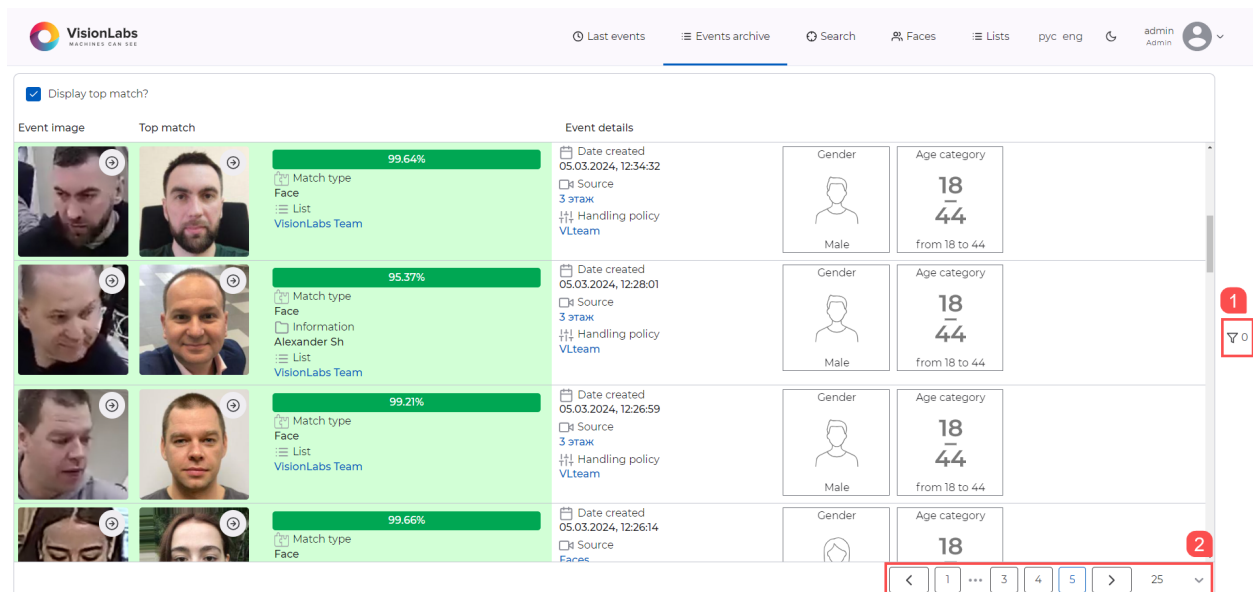 VisionLabs
MACHINES CAN SEE
Last events
Events archive
Search
Faces
Lists
рус eng
admin
Admin
Display top match?
Event image Top match Event details
99.64%
Match type
Face
List
VisionLabs Team
Date created
05.03.2024, 12:34:32
Source
3 этаж
Handling policy
VLteam
Gender
Male
Age category
18
44
from 18 to 44
95.37%
Match type
Face
Information
Alexander Sh
List
VisionLabs Team
Date created
05.03.2024, 12:28:01
Source
3 этаж
Handling policy
VLteam
Gender
Male
Age category
18
44
from 18 to 44
1
0
99.21%
Match type
Face
List
VisionLabs Team
Date created
05.03.2024, 12:26:59
Source
3 этаж
Handling policy
VLteam
Gender
Male
Age category
18
44
from 18 to 44
99.66%
Match type
Face
Date created
05.03.2024, 12:26:14
Source
Faces
Gender
Age category
18
2
1 ••• 3 4 5 25